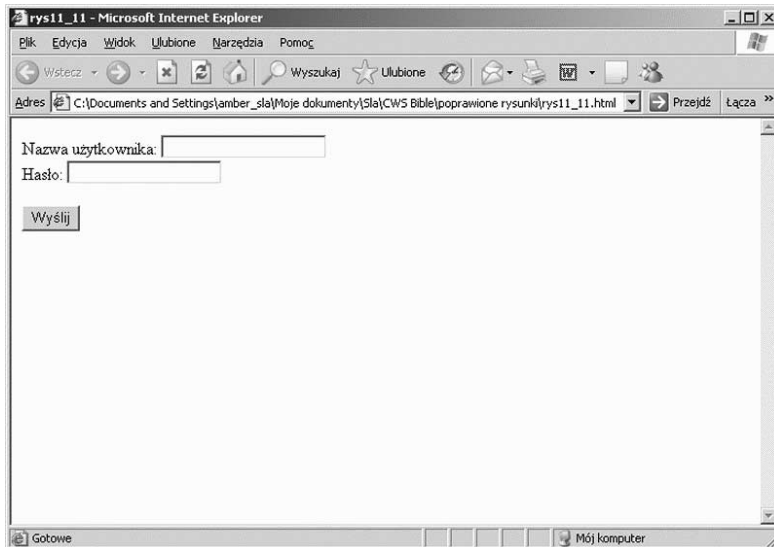 rys11_11 - Microsoft Internet Explorer
Plik Edycja Widok Ulubione Narzędzia Pomoc
Wstecz Wyszukaj Ulubione
Adres C:\Documents and Settings\amber_sla\Moje dokumenty\Sla\CWS Bible\poprawione rysunki\rys11_11.html Przejdź Łącza »
Nazwa użytkownika:
Hasło:
Wyślij
Gotowe Mój komputer